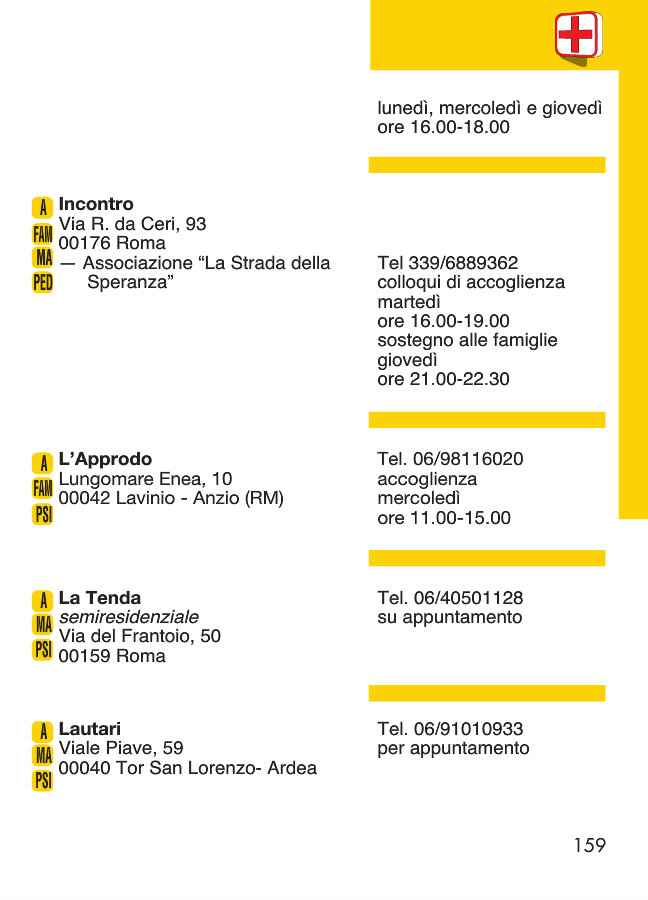 lunedì, mercoledì e giovedì
ore 16.00-18.00
A
FAM
MA
PED
Incontro
Via R. da Ceri, 93
00176 Roma
— Associazione “La Strada della
Speranza”
Tel 339/6889362
colloqui di accoglienza
martedì
ore 16.00-19.00
sostegno alle famiglie
giovedì
ore 21.00-22.30
A
FAM
PSI
L’Approdo
Lungomare Enea, 10
00042 Lavinio - Anzio (RM)
Tel. 06/98116020
accoglienza
mercoledì
ore 11.00-15.00
A
MA
PSI
La Tenda
semiresidenziale
Via del Frantoio, 50
00159 Roma
Tel. 06/40501128
su appuntamento
A
MA
PSI
Lautari
Viale Piave, 59
00040 Tor San Lorenzo- Ardea
Tel. 06/91010933
per appuntamento
159